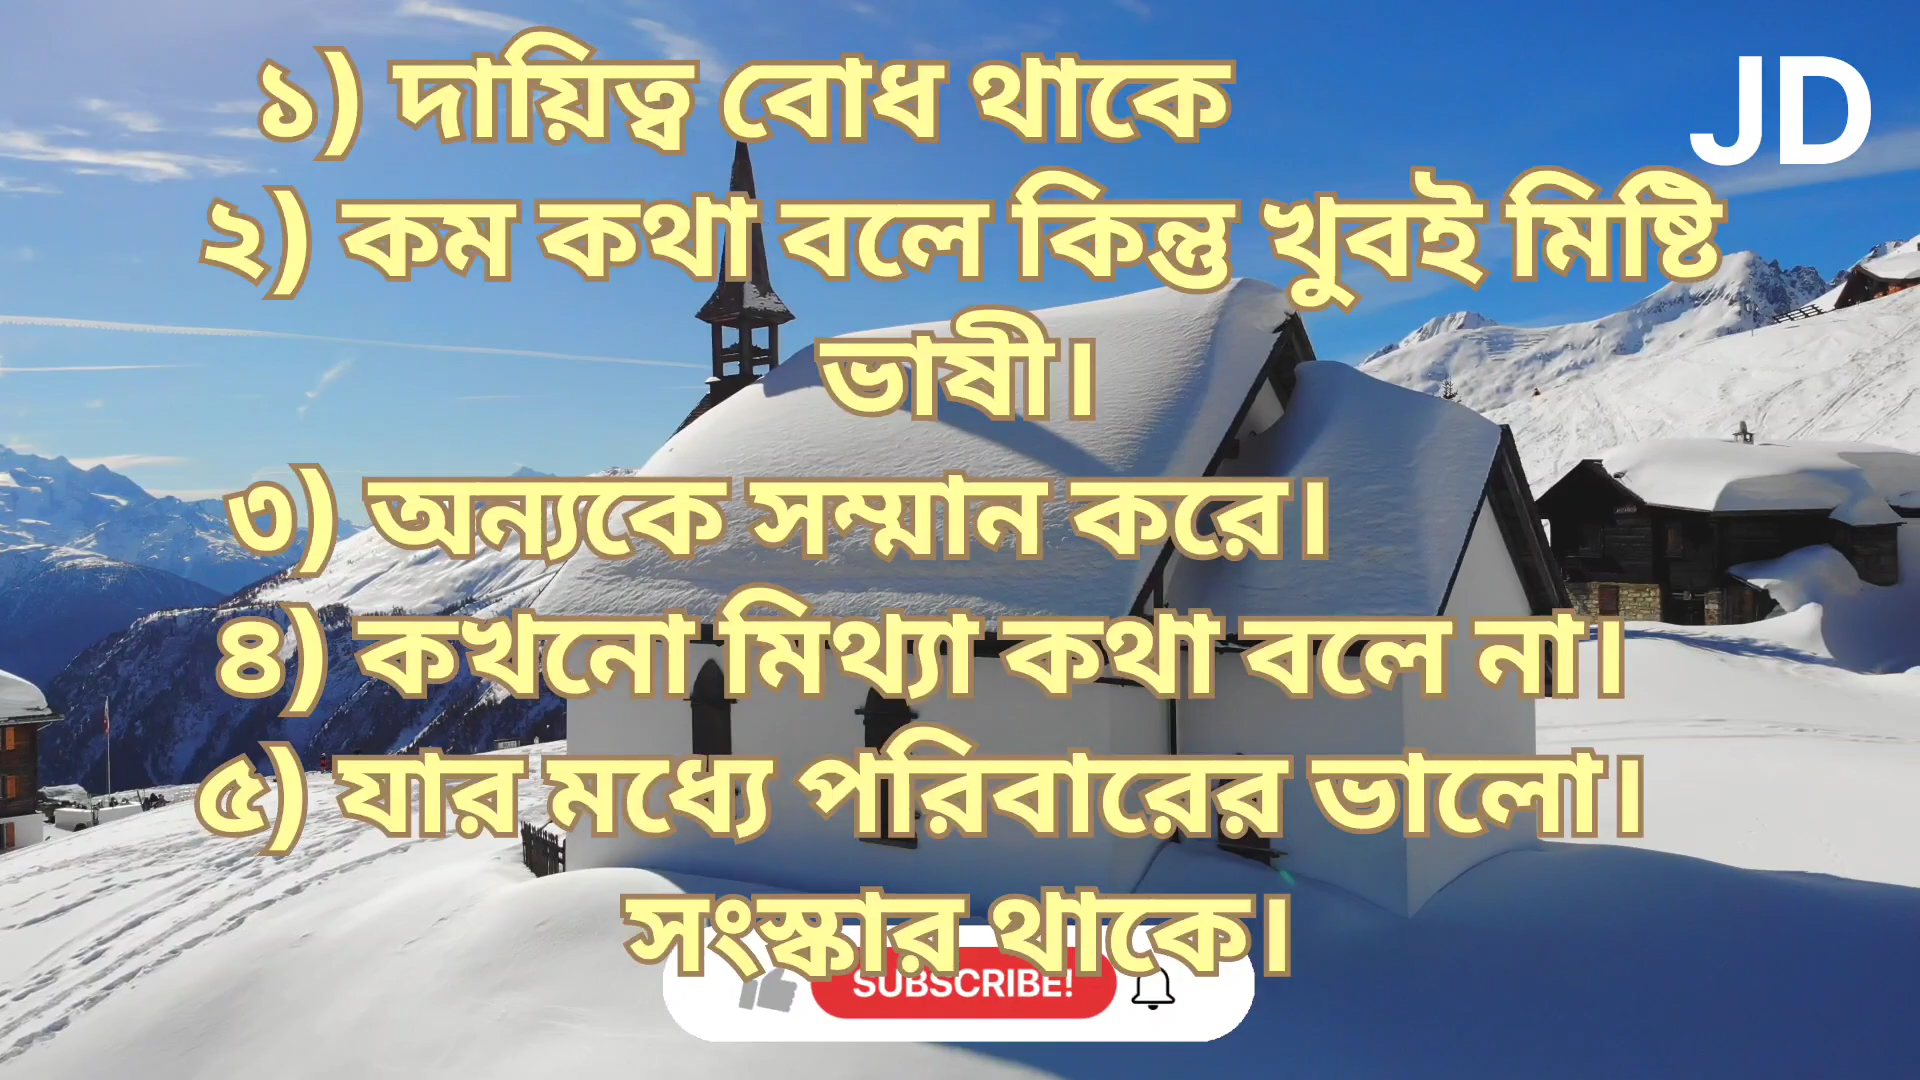 ১) দায়িত্ব বোধ থাকে
JD
২) কম কথা বলে কিন্তু খুবই মিষ্টি
ভাষী।
৩) অন্যকে সম্মান করে।
৪) কখনো মিথ্যা কথা বলে না।
৫) যার মধ্যে পরিবারের ভালো।
সংস্কার থাকে।
SUBSCRIBE!